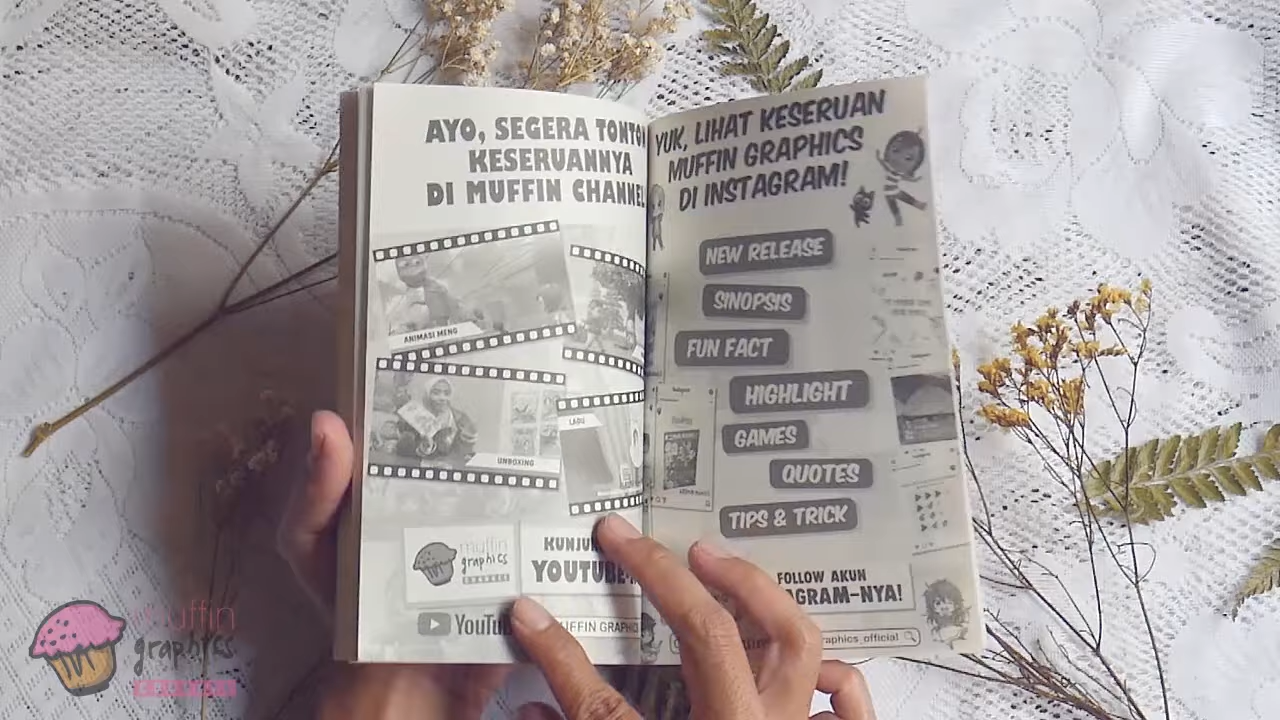 AYO, SEGERA TONTON
KESERUANNYA
DI MUFFIN CHANNEL
ANIMASI MENG
UNBOXING
LAGU
muffin
graphics
KUNJUN
YOUTUBE-
YouTub
MUFFIN GRAPHIC
YUK, LIHAT KESERUAN
MUFFIN GRAPHICS
DI INSTAGRAM!
NEW RELEASE
SINOPSIS
FUN FACT
HIGHLIGHT
GAMES
QUOTES
TIPS & TRICK
FOLLOW AKUN
AGRAM-NYA!
raphics_official
muffin
graphics